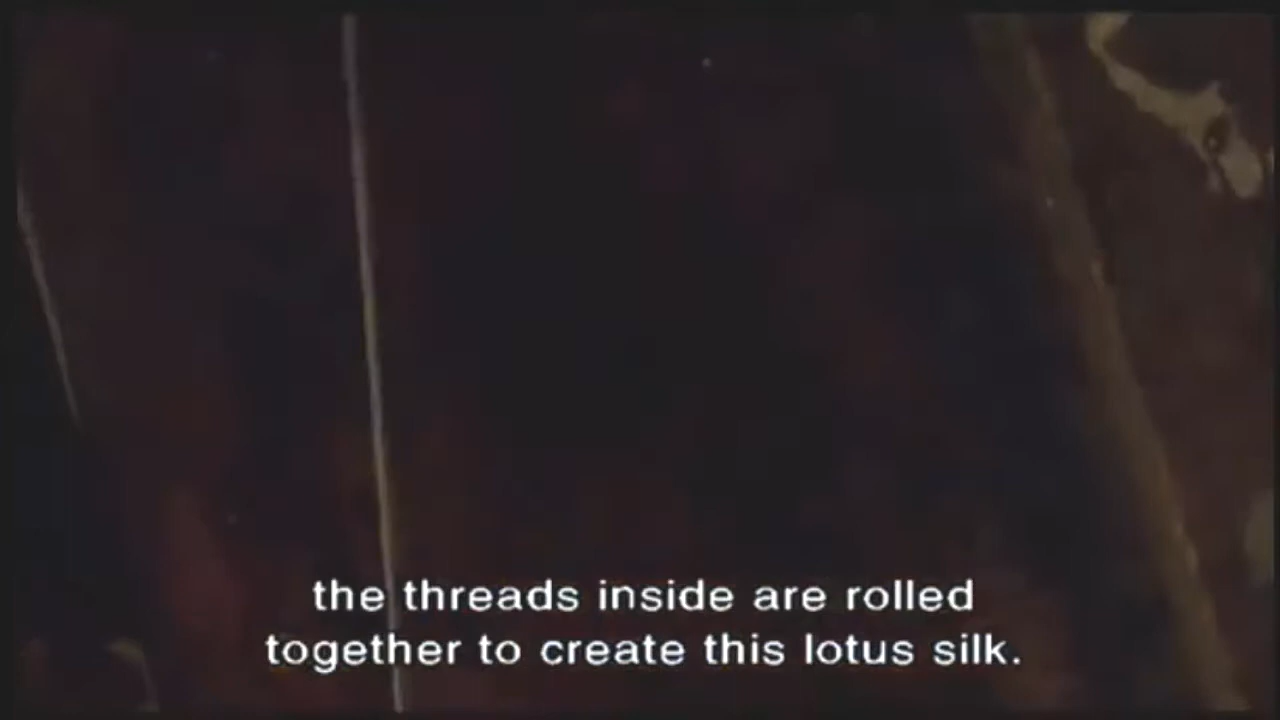 the threads inside are rolled
together to create this lotus silk.